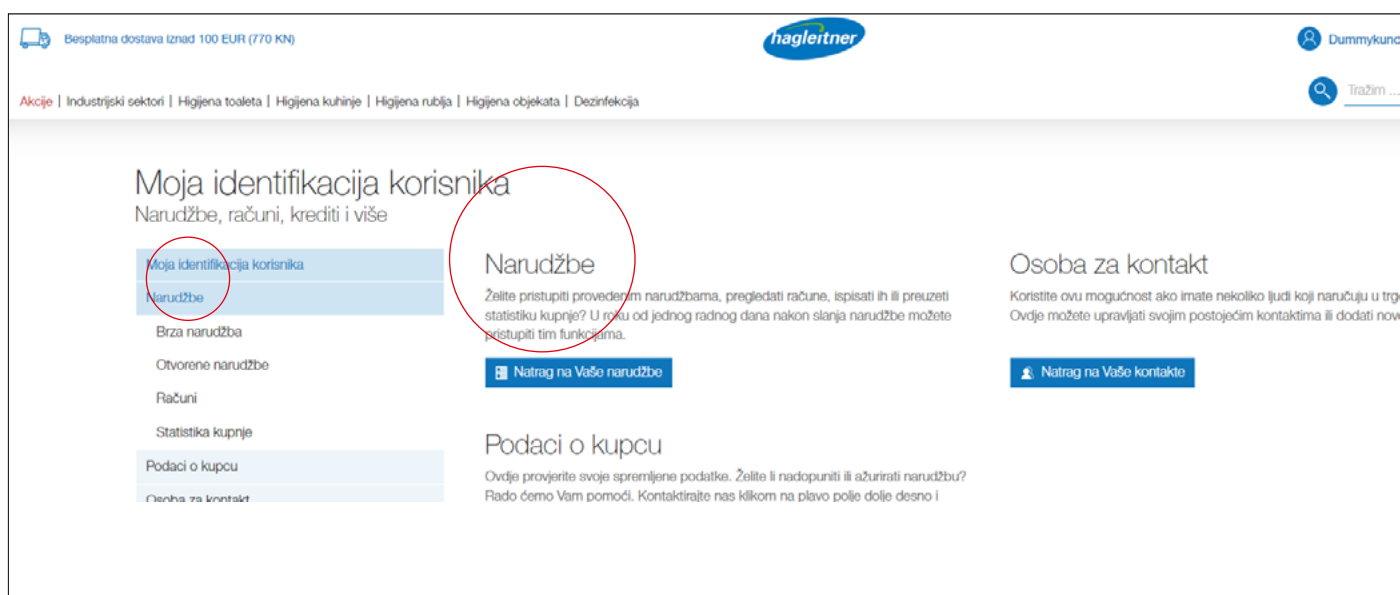 Besplatna dostava iznad 100 EUR (770 KN)
hagleitner
Akcije | Industrijski sektori | Higijena toaleta | Higijena kuhinje | Higijena rublja | Higijena objekata | Dezinfekcija
Tražim ...
Moja identifikacija korisnika
Narudžbe, računi, krediti i više
Moja identifikacija korisnika
Narudžbe
Brza narudžba
Otvorene narudžbe
Računi
Statistika kupnje
Podaci o kupcu
Osoba za kontakt
Narudžbe
Želite pristupiti provedenim narudžbama, pregledati račune, ispisati ih ili preuzeti
statistiku kupnje? U roku od jednog radnog dana nakon slanja narudžbe možete
pristupiti tim funkcijama.
Natrag na Vaše narudžbe
Podaci o kupcu
Ovdje provjerite svoje spremljene podatke. Želite li nadopuniti ili ažurirati narudžbu?
Rado ćemo Vam pomoći. Kontaktirajte nas klikom na plavo polje dolje desno i
Osoba za kontakt
Koristite ovu mogućnost ako imate nekoliko ljudi koji naručuju u
Ovdje možete upravljati svojim postojećim kontaktima ili dodati
Natrag na Vaše kontakte